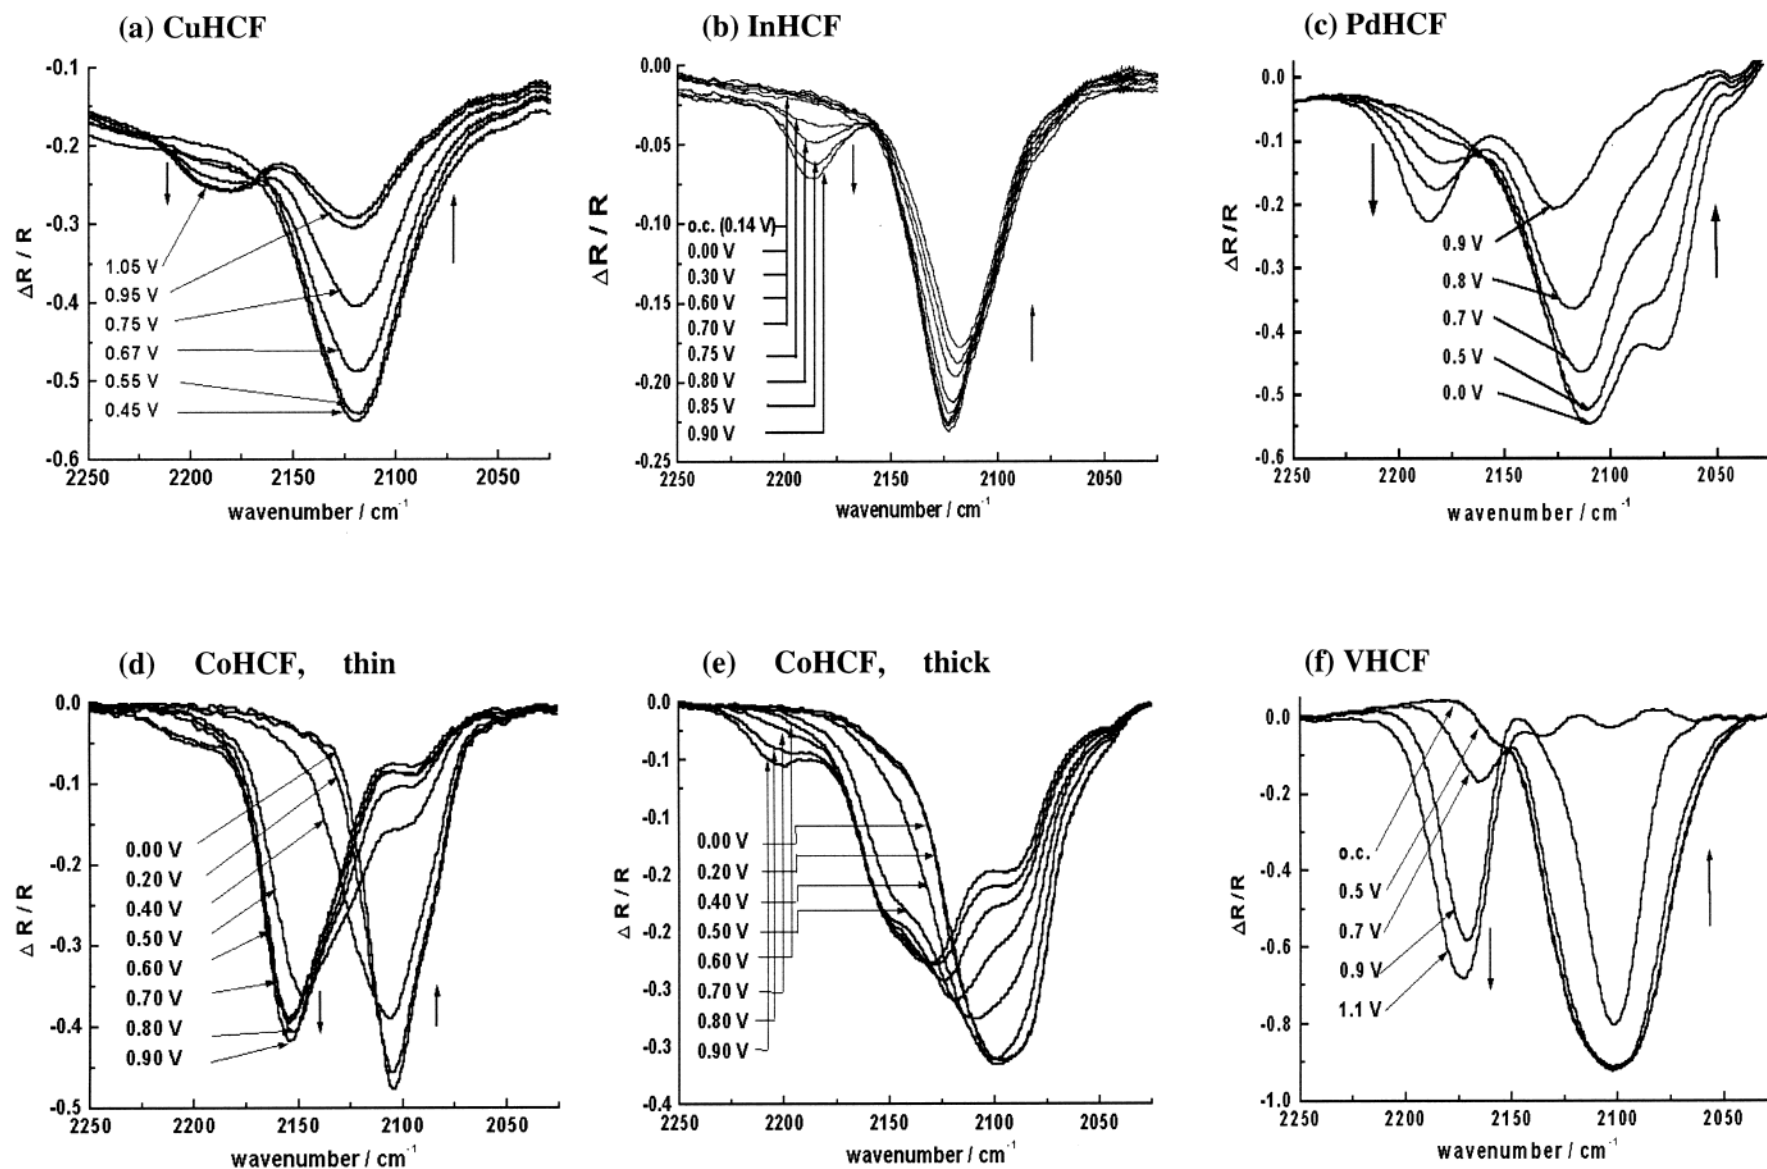 (a) CuHCF
-0.1
-0.2
-0.3
-0.4
-0.5
-0.6
ΔR / R
1.05 V
0.95 V
0.75 V
0.67 V
0.55 V
0.45 V
2250 2200 2150 2100 2050
wavenumber / cm-1
(b) InHCF
0.00
-0.05
-0.10
-0.15
-0.20
-0.25
ΔR / R
o.c. (0.14 V)
0.00 V
0.30 V
0.60 V
0.70 V
0.75 V
0.80 V
0.85 V
0.90 V
2250 2200 2150 2100 2050
wavenumber / cm-1
(c) PdHCF
0.0
-0.1
-0.2
-0.3
-0.4
-0.5
-0.6
ΔR/R
0.9 V
0.8 V
0.7 V
0.5 V
0.0 V
2250 2200 2150 2100 2050
wavenumber / cm-1
(d) CoHCF, thin
0.0
-0.1
-0.2
-0.3
-0.4
-0.5
Δ R / R
0.00 V
0.20 V
0.40 V
0.50 V
0.60 V
0.70 V
0.80 V
0.90 V
2250 2200 2150 2100 2050
wavenumber / cm-1
(e) CoHCF, thick
0.0
-0.1
-0.1
-0.2
-0.2
-0.3
-0.3
-0.4
Δ R / R
0.00 V
0.20 V
0.40 V
0.50 V
0.60 V
0.70 V
0.80 V
0.90 V
2250 2200 2150 2100 2050
wavenumber / cm-1
(f) VHCF
0.0
-0.2
-0.4
-0.6
-0.8
-1.0
ΔR/R
o.c.
0.5 V
0.7 V
0.9 V
1.1 V
2250 2200 2150 2100 2050
wavenumber / cm-1